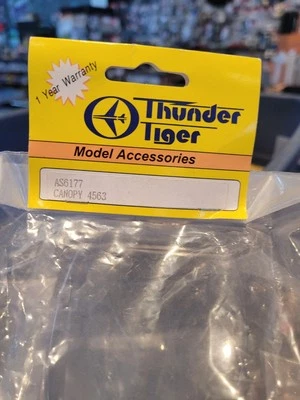 1 Year Warranty
Thunder
Tiger
Model Accessories
AS6177
CANOPY 4563